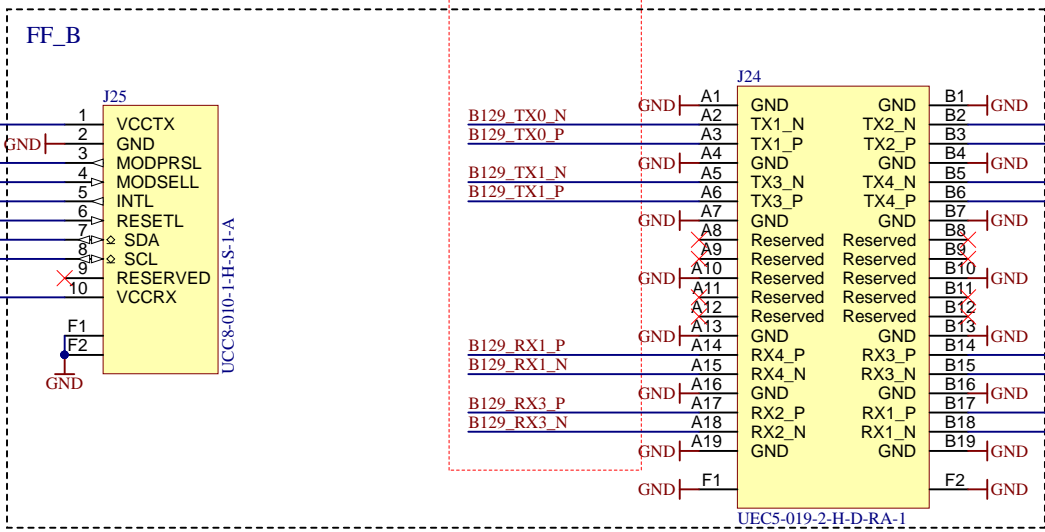 FF_B
J25
1 VCCTX
GND 2 GND
3 MODPRSL
4 MODSELL
5 INTL
6 RESETL
7 SDA
8 SCL
9 RESERVED
10 VCCRX
F1
F2
GND
UCC8-010-1-H-S-1-A
J24
GND A1 GND GND B1 GND
B129_TX0_N A2 TX1_N TX2_N B2
B129_TX0_P A3 TX1_P TX2_P B3
GND A4 GND GND B4 GND
B129_TX1_N A5 TX3_N TX4_N B5
B129_TX1_P A6 TX3_P TX4_P B6
GND A7 GND GND B7 GND
A8 Reserved Reserved B8
A9 Reserved Reserved B9
GND A10 Reserved Reserved B10 GND
A11 Reserved Reserved B11
A12 Reserved Reserved B12
GND A13 GND GND B13 GND
B129_RX1_P A14 RX4_P RX3_P B14
B129_RX1_N A15 RX4_N RX3_N B15
GND A16 GND GND B16 GND
B129_RX3_P A17 RX2_P RX1_P B17
B129_RX3_N A18 RX2_N RX1_N B18
GND A19 GND GND B19 GND
GND F1 F2 GND
UEC5-019-2-H-D-RA-1